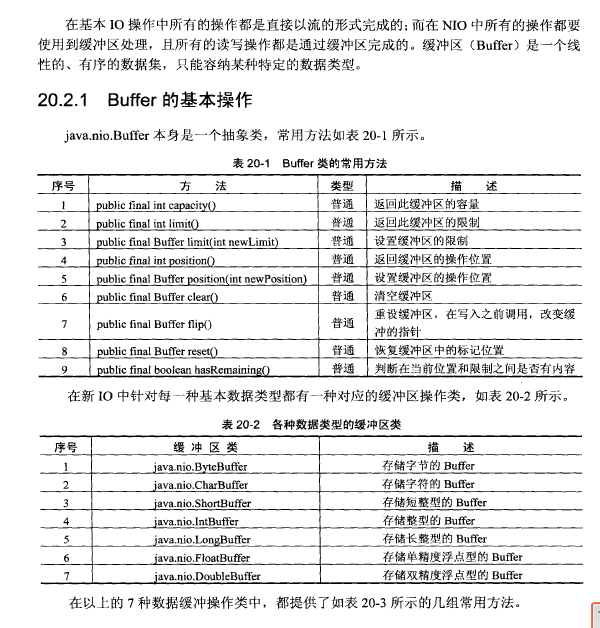 在基本 IO 操作中所有的操作都是直接以流的形式完成的；而在 NIO 中所有的操作都要
使用到缓冲区处理，且所有的读写操作都是通过缓冲区完成的。缓冲区（Buffer）是一个线
性的、有序的数据集，只能容纳某种特定的数据类型。
20.2.1 Buffer 的基本操作
java.nio.Buffer 本身是一个抽象类，常用方法如表 20-1 所示。
表 20-1 Buffer 类的常用方法
序号 方 法 类型 描 述
1 public final int capacity() 普通 返回此缓冲区的容量
2 public final int limit() 普通 返回此缓冲区的限制
3 public final Buffer limit(int newLimit) 普通 设置缓冲区的限制
4 public final int position() 普通 返回缓冲区的操作位置
5 public final Buffer position(int newPosition) 普通 设置缓冲区的操作位置
6 public final Buffer clear() 普通 清空缓冲区
7 public final Buffer flip() 普通 重设缓冲区，在写入之前调用，改变缓
冲的指针
8 public final Buffer reset() 普通 恢复缓冲区中的标记位置
9 public final boolean hasRemaining() 普通 判断在当前位置和限制之间是否有内容
在新 IO 中针对每一种基本数据类型都有一种对应的缓冲区操作类，如表 20-2 所示。
表 20-2 各种数据类型的缓冲区类
序号 缓 冲 区 类 描 述
1 java.nio.ByteBuffer 存储字节的 Buffer
2 java.nio.CharBuffer 存储字符的 Buffer
3 java.nio.ShortBuffer 存储短整型的 Buffer
4 java.nio.IntBuffer 存储整型的 Buffer
5 java.nio.LongBuffer 存储长整型的 Buffer
6 java.nio.FloatBuffer 存储单精度浮点型的 Buffer
7 java.nio.DoubleBuffer 存储双精度浮点型的 Buffer
在以上的 7 种数据缓冲操作类中，都提供了如表 20-3 所示的几组常用方法。